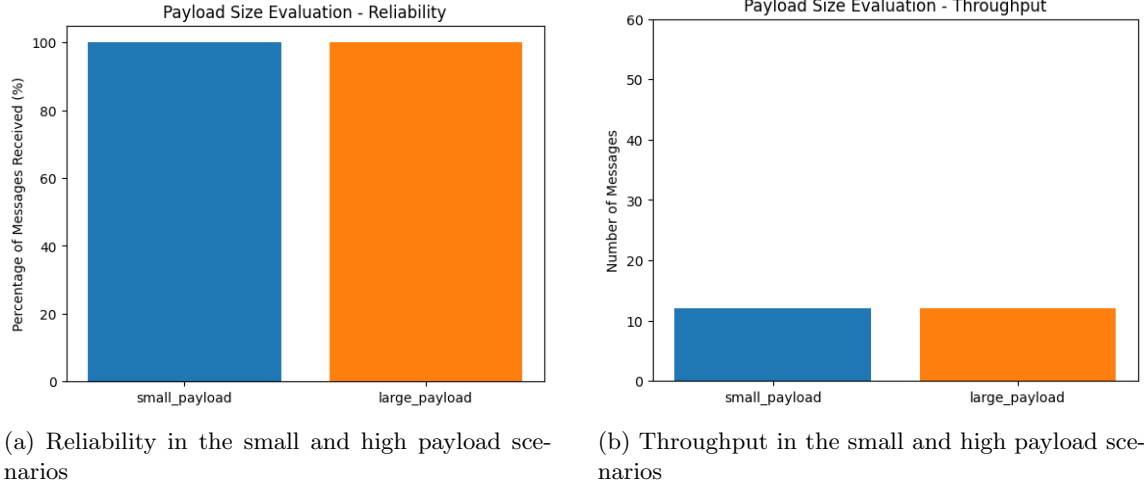 Payload Size Evaluation - Reliability
Percentage of Messages Received (%)
100
80
60
40
20
0
small_payload
large_payload
(a) Reliability in the small and high payload sce-
narios
Payload Size Evaluation - Throughput
Number of Messages
60
50
40
30
20
10
0
small_payload
large_payload
(b) Throughput in the small and high payload sce-
narios